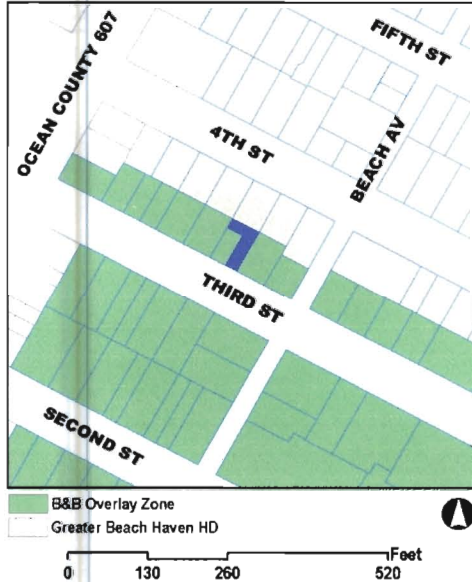 FIFTH ST
OCEAN COUNTY 607
4TH ST
BEACH AV
THIRD ST
SECOND ST
B&B Overlay Zone
Greater Beach Haven HD
Feet
0 130 260 520